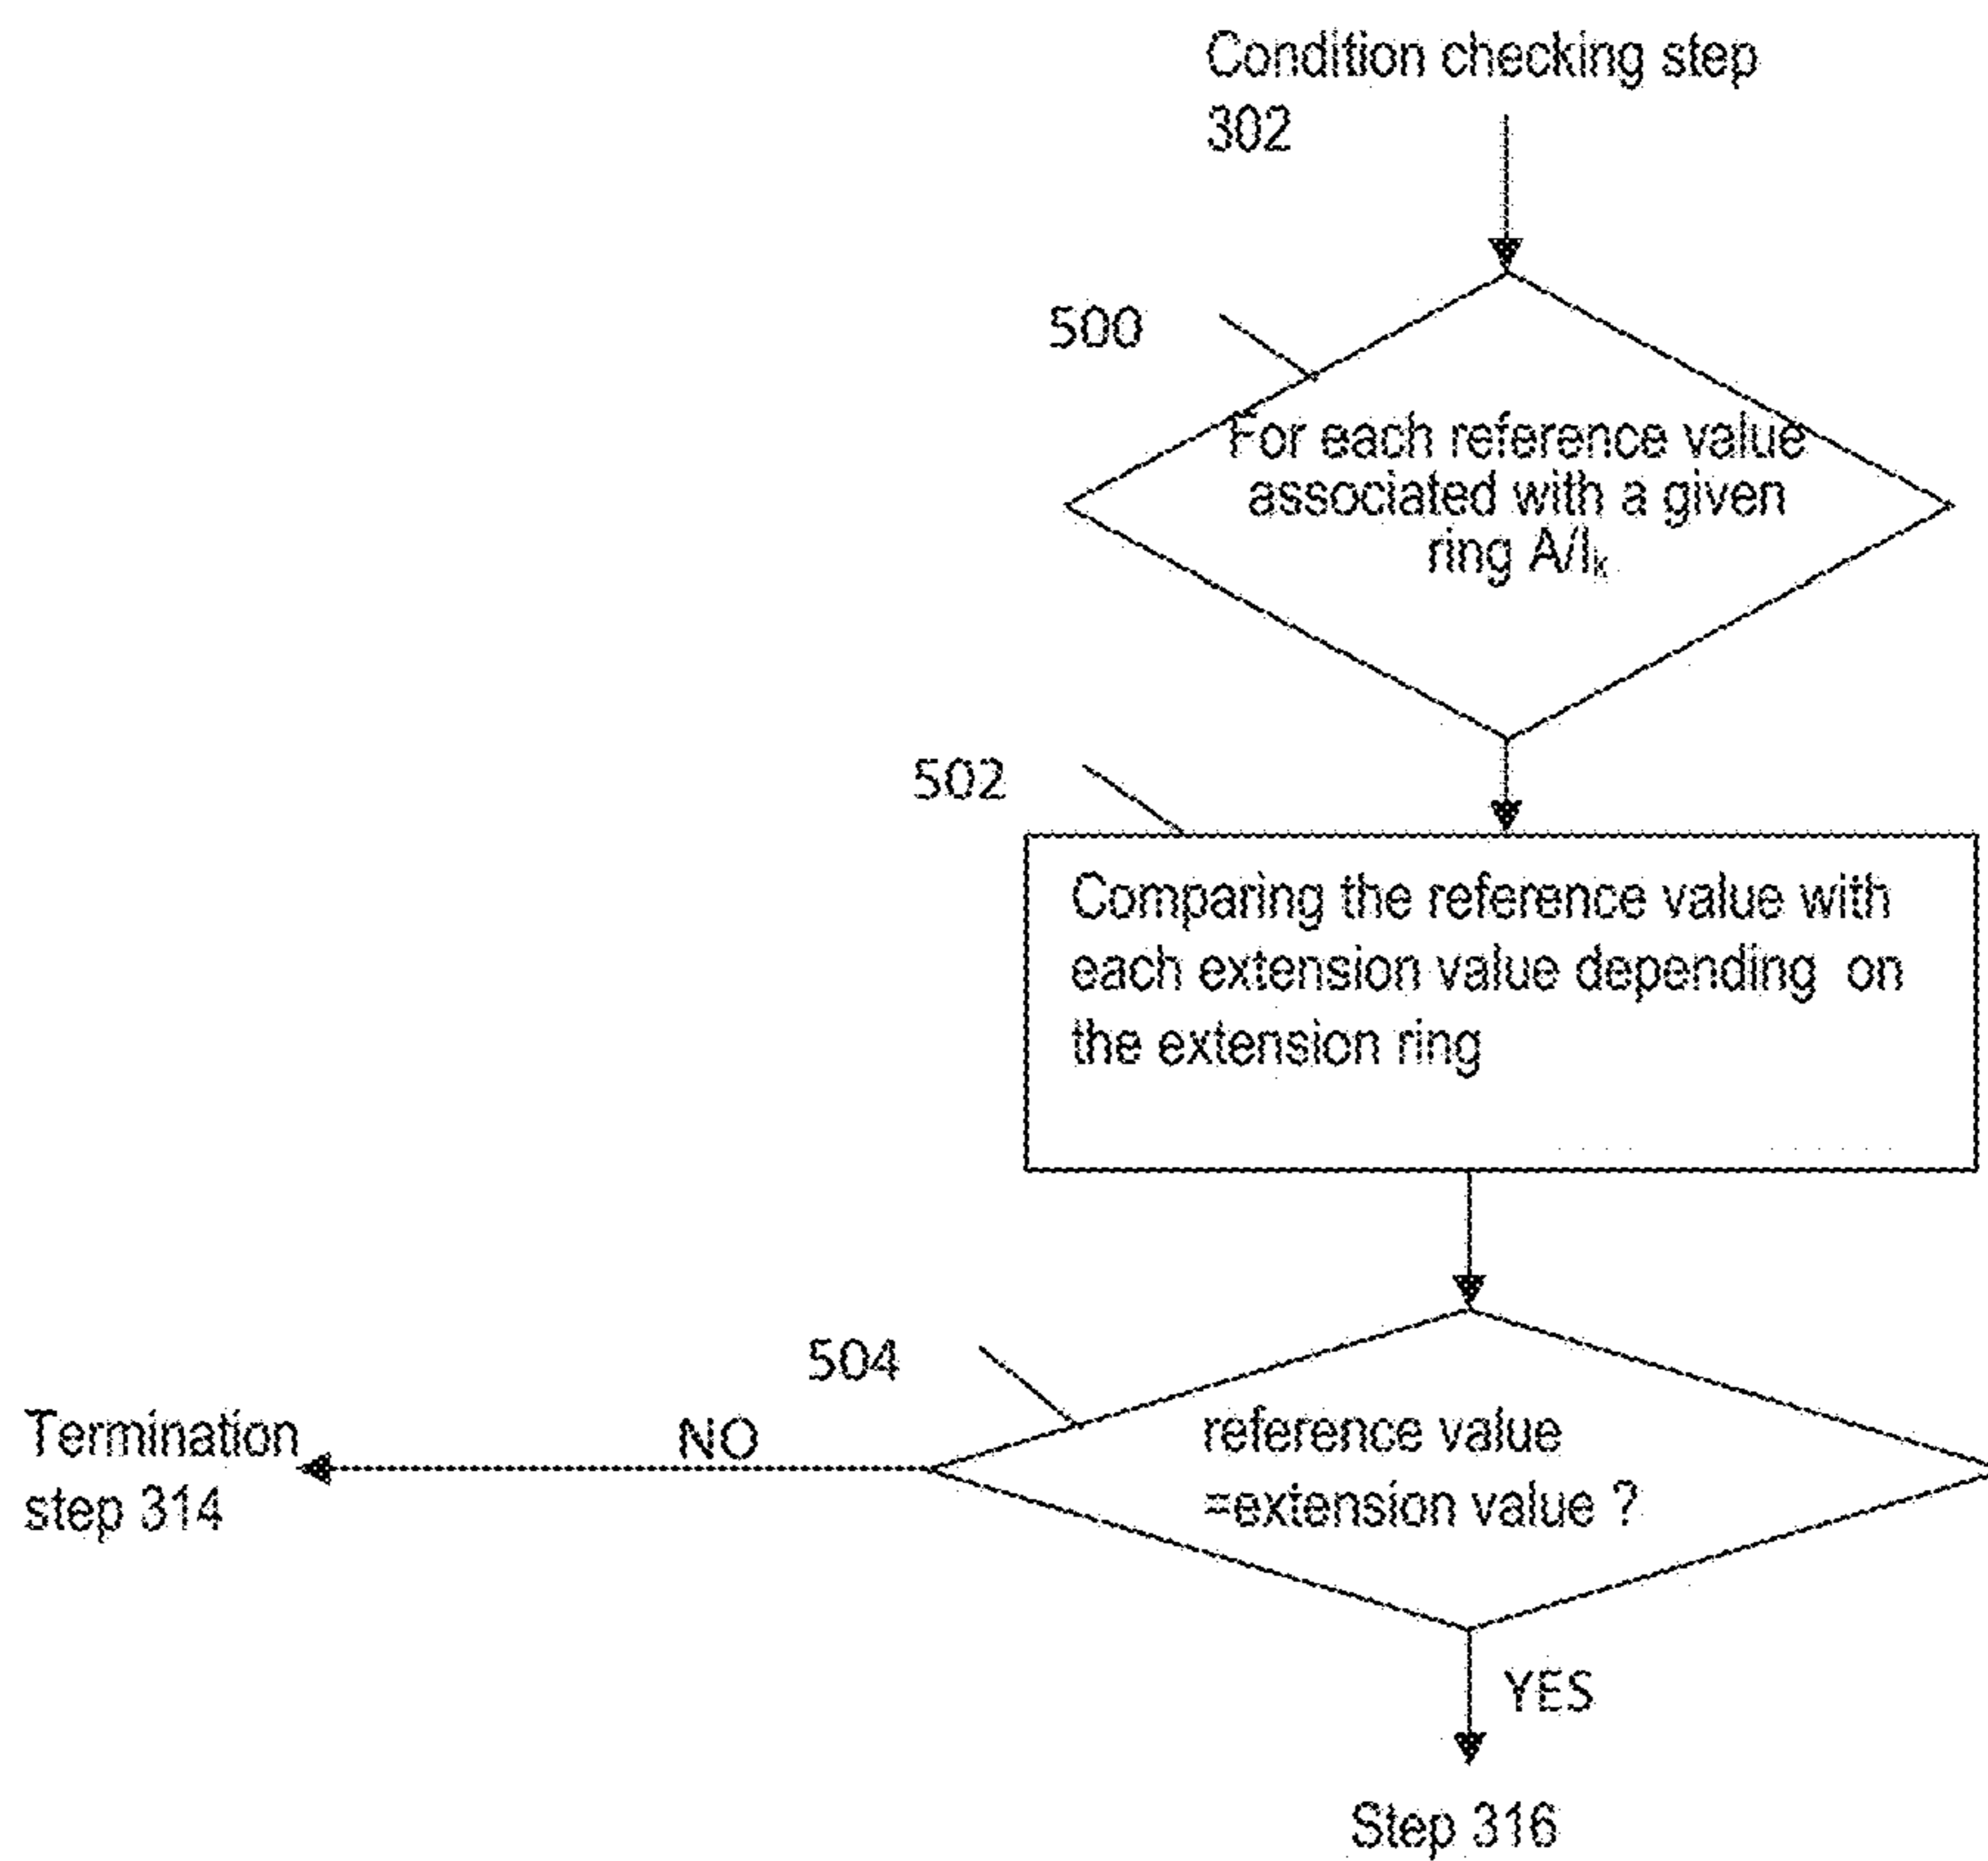 Condition checking step
302
500
For each reference value
associated with a given
ring A/Iₖ
502
Comparing the reference value with
each extension value depending on
the extension ring
504
reference value
=extension value ?
NO
Termination
step 314
YES
Step 316